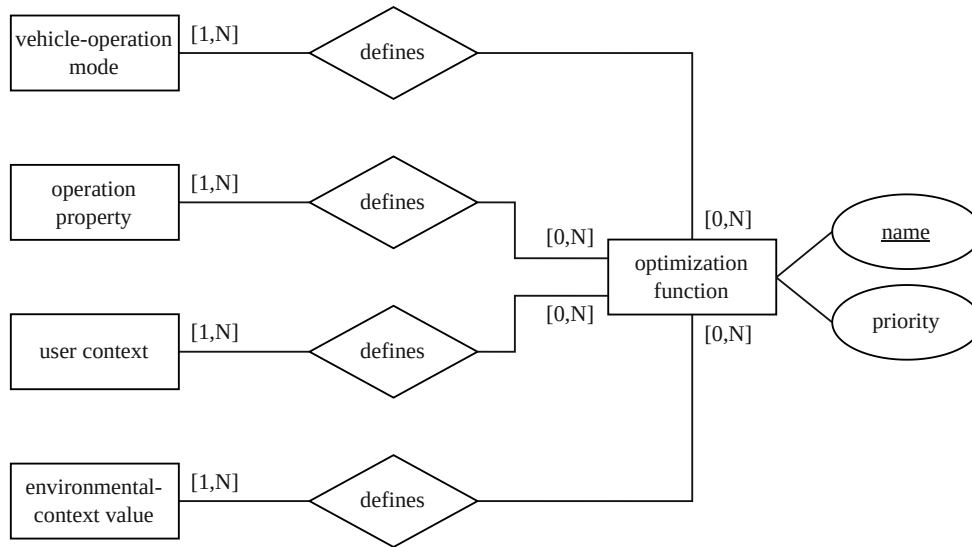 vehicle-operation
mode
[1,N]
defines
operation
property
[1,N]
defines
[0,N]
[0,N]
optimization
function
name
priority
user context
[1,N]
defines
[0,N]
[0,N]
environmental-
context value
[1,N]
defines